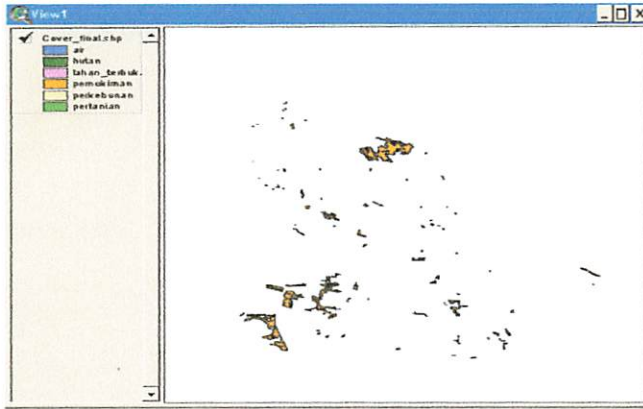 View1
Cover_final.shp
air
hutan
lahan_terbuk.
pemukiman
perkebunan
pertanian